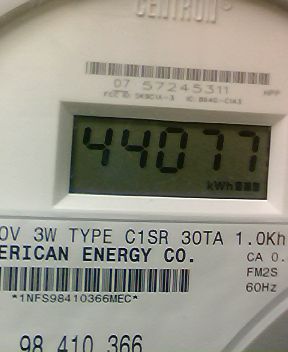 CENTRON®
07 57245311
44077
kWh
0V 3W TYPE C1SR 30TA 1.0Kh
ERICAN ENERGY CO.
CA 0.
FM2S
60Hz
*1NFS98410366MEC*
98 410 366